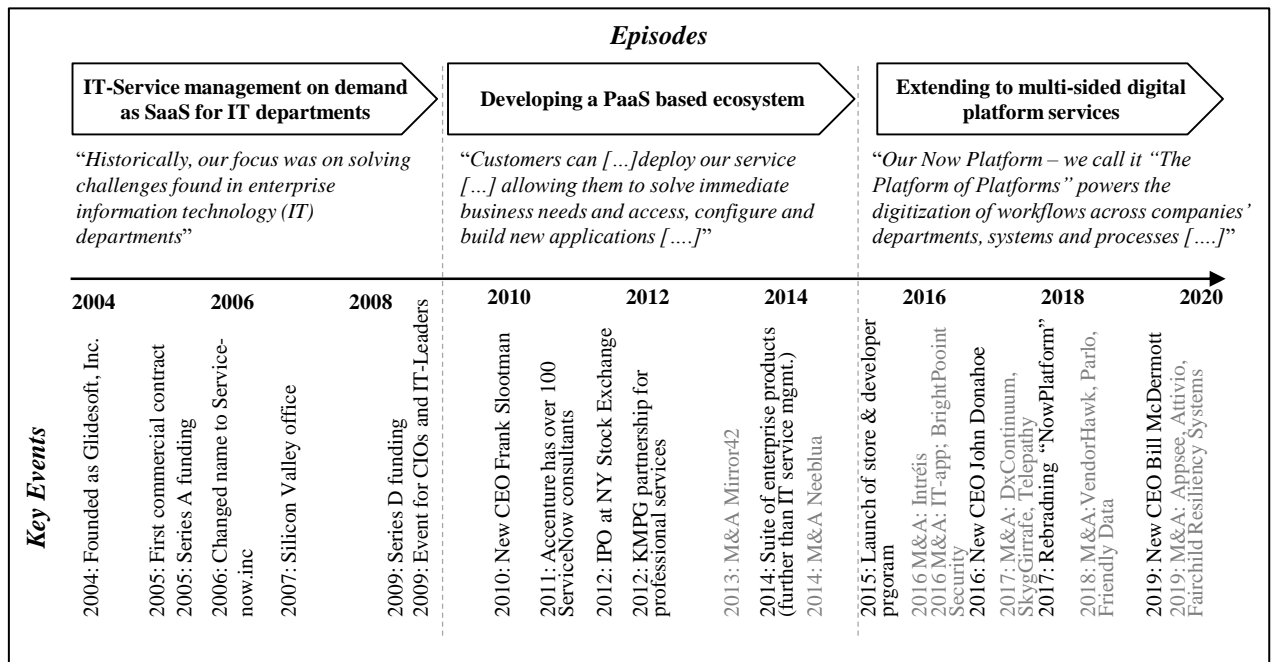 Episodes
IT-Service management on demand
as SaaS for IT departments
Developing a PaaS based ecosystem
Extending to multi-sided digital
platform services
“Historically, our focus was on solving
challenges found in enterprise
information technology (IT)
departments”
“Customers can […]deploy our service
[…] allowing them to solve immediate
business needs and access, configure and
build new applications [….]”
“Our Now Platform – we call it “The
Platform of Platforms” powers the
digitization of workflows across companies’
departments, systems and processes [….]”
2004
2006
2008
2010
2012
2014
2016
2018
2020
Key Events
2004: Founded as Glidesoft, Inc.
2005: First commercial contract
2005: Series A funding
2006: Changed name to Service-
now.inc
2007: Silicon Valley office
2009: Series D funding
2009: Event for CIOs and IT-Leaders
2010: New CEO Frank Slootman
2011: Accenture has over 100
ServiceNow consultants
2012: IPO at NY Stock Exchange
2012: KMPG partnership for
professional services
2013: M&A Mirror42
2014: Suite of enterprise products
(further than IT service mgmt.)
2014: M&A Neeblua
2015: Launch of store & developer
prgoram
2016 M&A: Intréis
2016 M&A: IT-app; BrightPooint
Security
2016: New CEO John Donahoe
2017: M&A: DxContinuum,
SkygGirrafe, Telepathy
2017: Rebradning “NowPlatform”
2018: M&A: VendorHawk, Parlo,
Friendly Data
2019: New CEO Bill McDermott
2019: M&A: Appsee, Attivio,
Fairchild Resiliency Systems